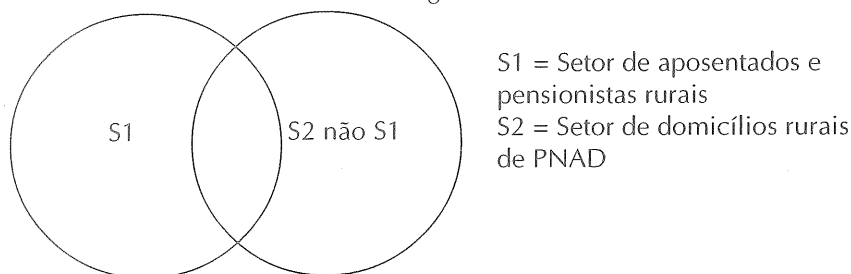 S1 = Setor de aposentados e
pensionistas rurais
S2 = Setor de domicílios rurais
de PNAD
S1
S2 não S1